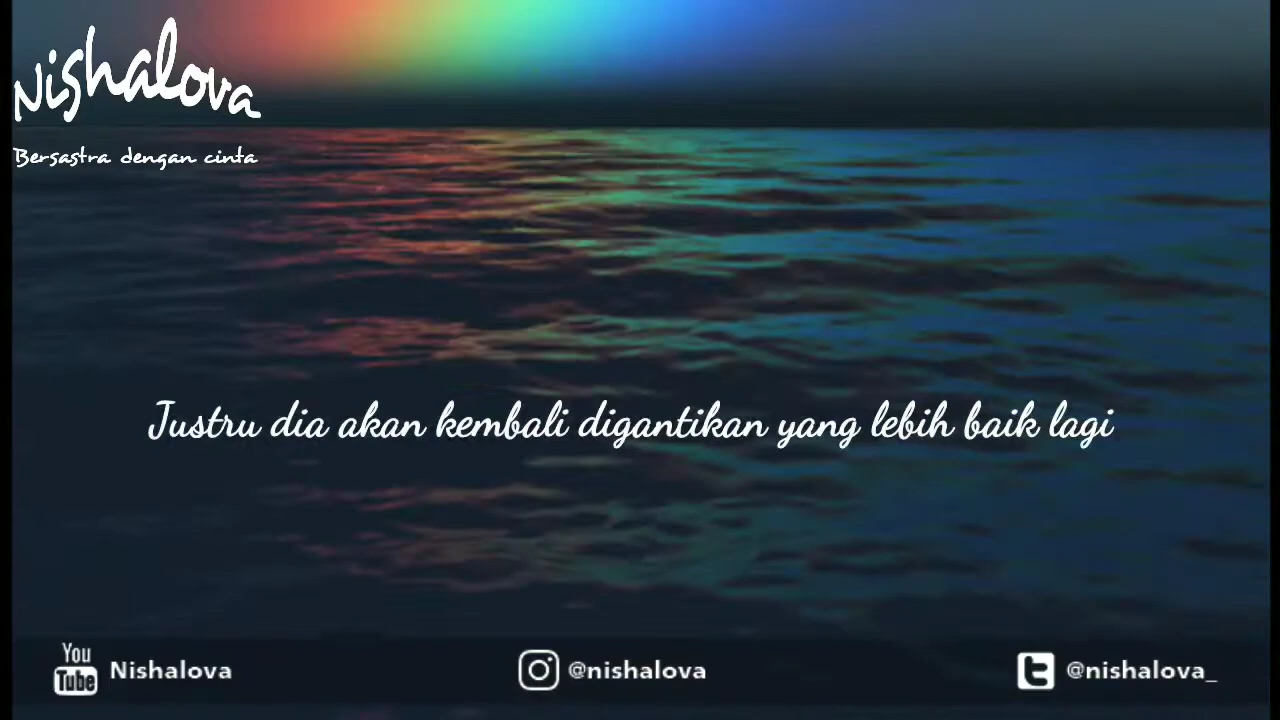 Nishalova
Bersastra dengan cinta
Justru dia akan kembali digantikan yang lebih baik lagi
You Tube Nishalova @nishalova @nishalova_